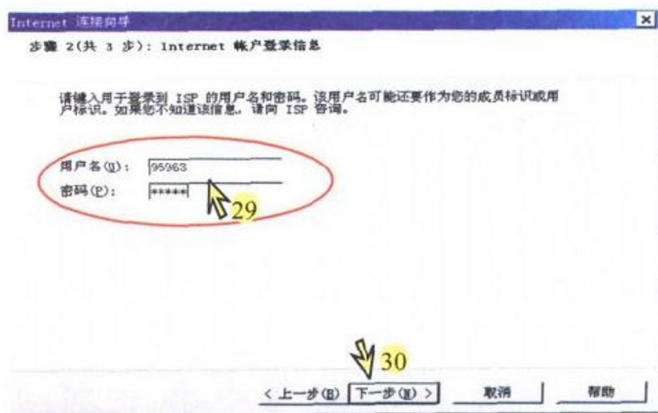 Internet 连接向导
步骤 2(共 3 步): Internet 帐户登录信息
请键入用于登录到 ISP 的用户名和密码。该用户名可能还要作为您的成员标识或用
户标识。如果您不知道该信息，请向 ISP 咨询。
用户名(U): 95963
密码(P): *****
29
30
< 上一步(B) 下一步(N) > 取消 帮助